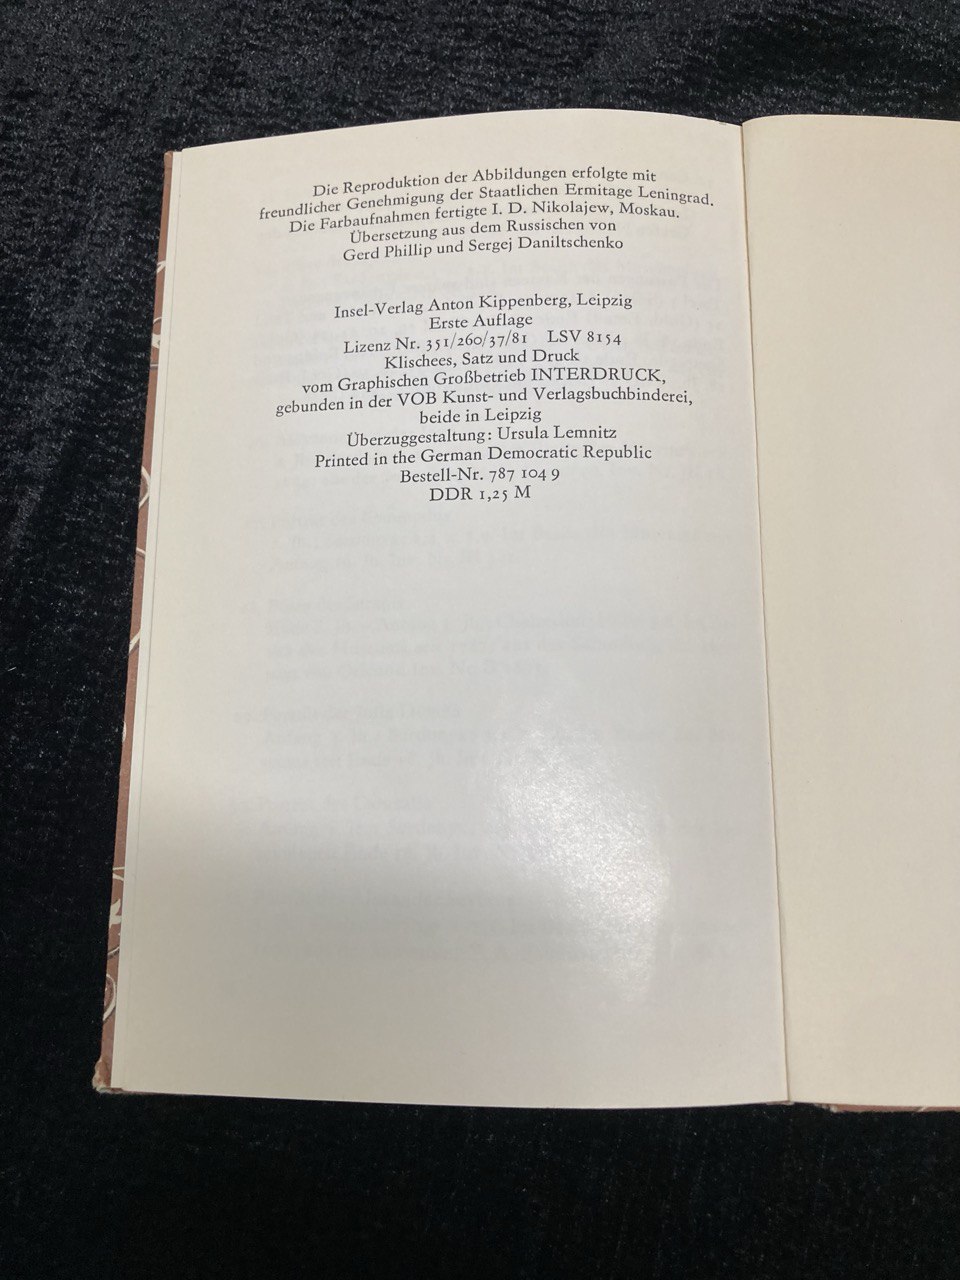 Die Reproduktion der Abbildungen erfolgte mit
freundlicher Genehmigung der Staatlichen Ermitage Leningrad.
Die Farbaufnahmen fertigte I. D. Nikolajew, Moskau.
Übersetzung aus dem Russischen von
Gerd Phillip und Sergej Daniltschenko
Insel-Verlag Anton Kippenberg, Leipzig
Erste Auflage
Lizenz Nr. 351/260/37/81 LSV 8154
Klischees, Satz und Druck
vom Graphischen Großbetrieb INTERDRUCK,
gebunden in der VOB Kunst- und Verlagsbuchbinderei,
beide in Leipzig
Überzuggestaltung: Ursula Lemnitz
Printed in the German Democratic Republic
Bestell-Nr. 787 104 9
DDR 1,25 M